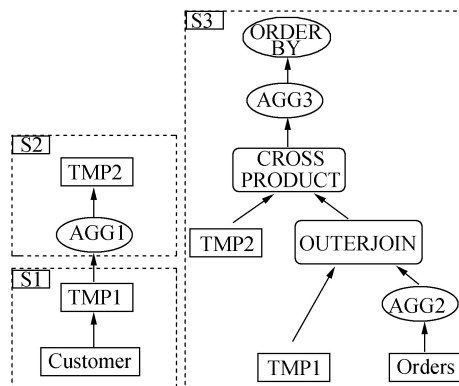 S3
ORDER
BY
AGG3
CROSS
PRODUCT
TMP2
OUTERJOIN
AGG2
TMP1
Orders
S2
TMP2
AGG1
S1
TMP1
Customer